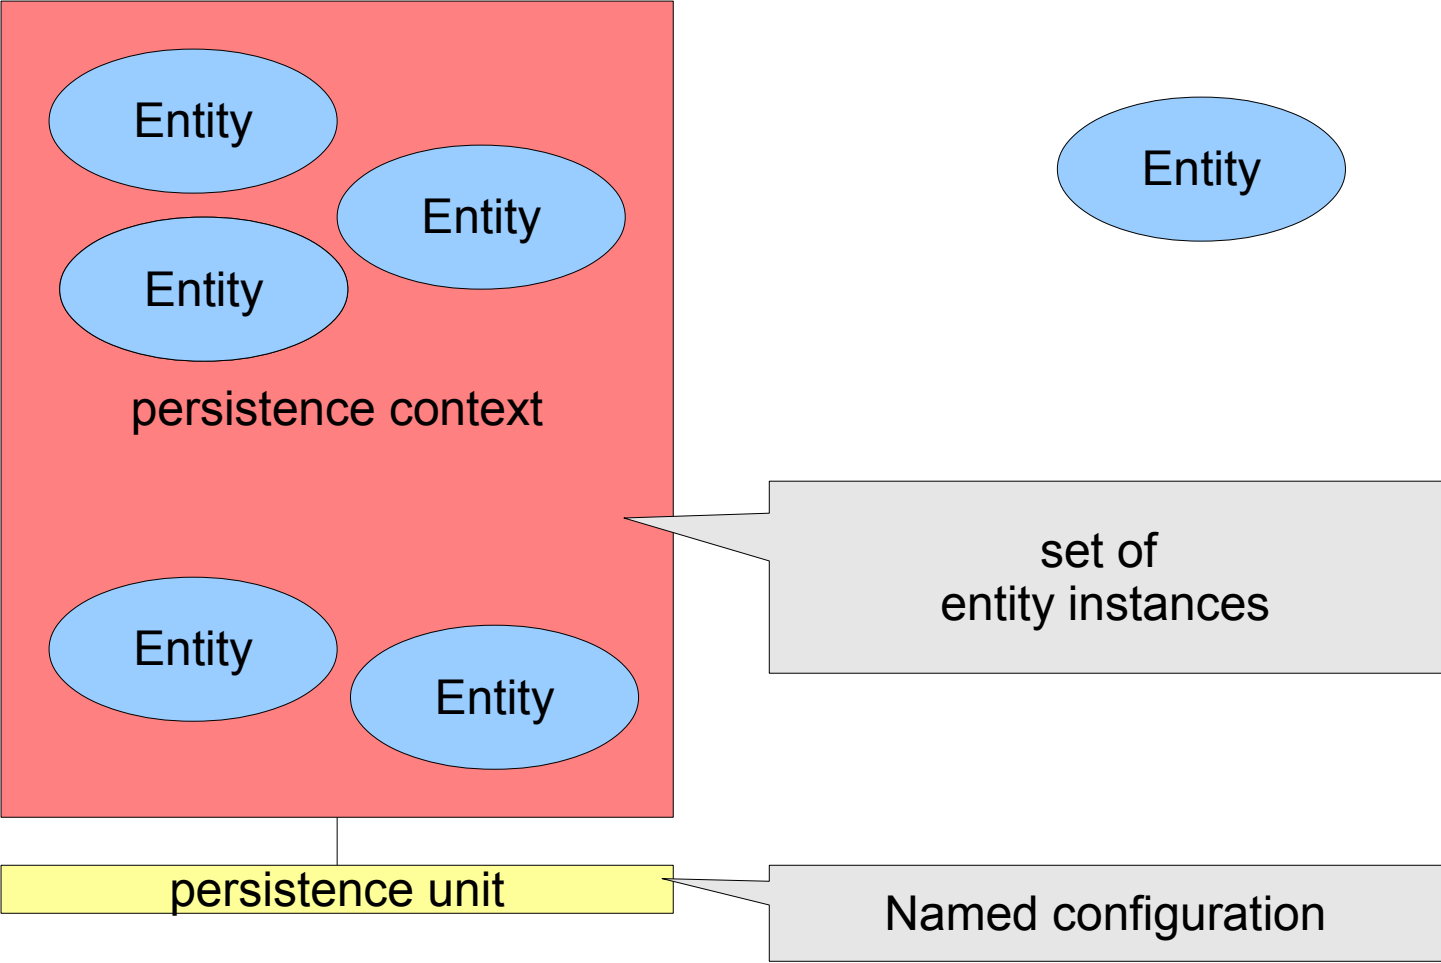 Entity
Entity
Entity
Entity
persistence context
set of
entity instances
Entity
Entity
persistence unit
Named configuration